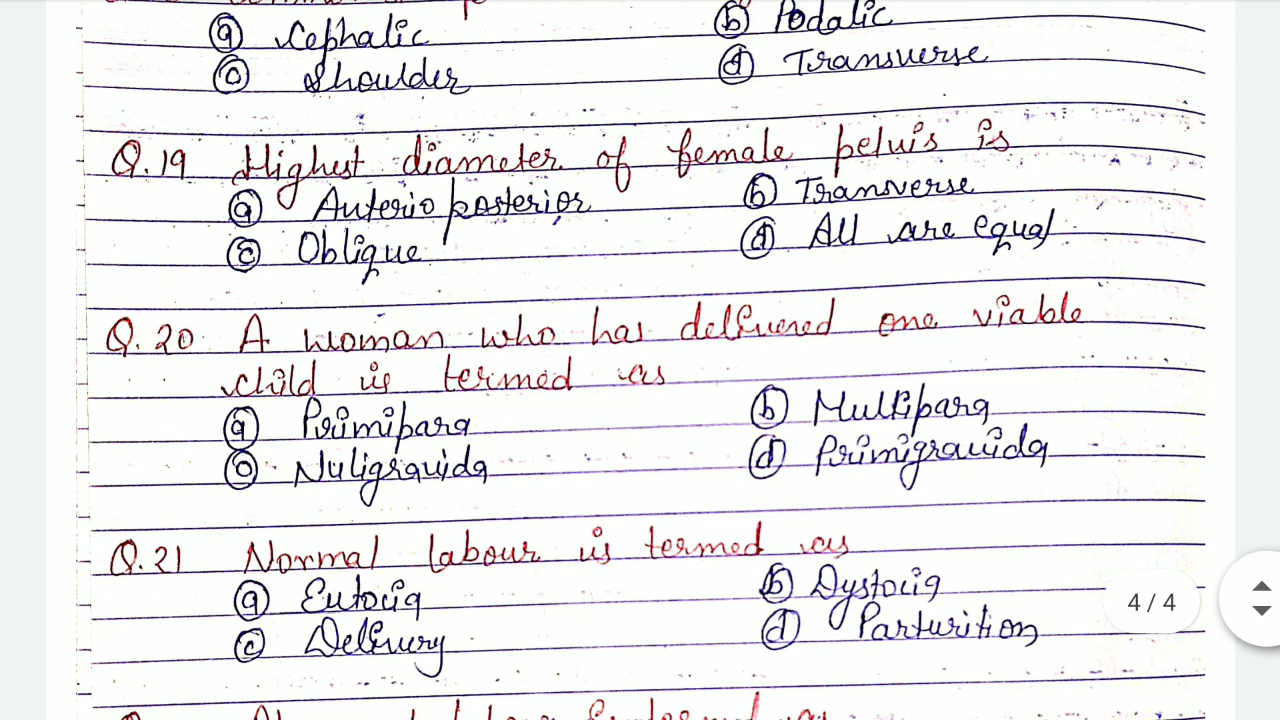 ⓐ Cephalic ⓑ Podalic
ⓒ Shoulder ⓓ Transverse
Q.19 Highest diameter of female pelvis is
ⓐ Anterio posterior ⓑ Transverse
ⓒ Oblique ⓓ All are equal
Q.20 A woman who has delivered one viable
child is termed as
ⓐ Primipara ⓑ Multipara
ⓒ Nuligravida ⓓ Primigravida
Q.21 Normal labour is termed as
ⓐ Eutocia ⓑ Dystocia
ⓒ Delivery ⓓ Parturition
4 / 4